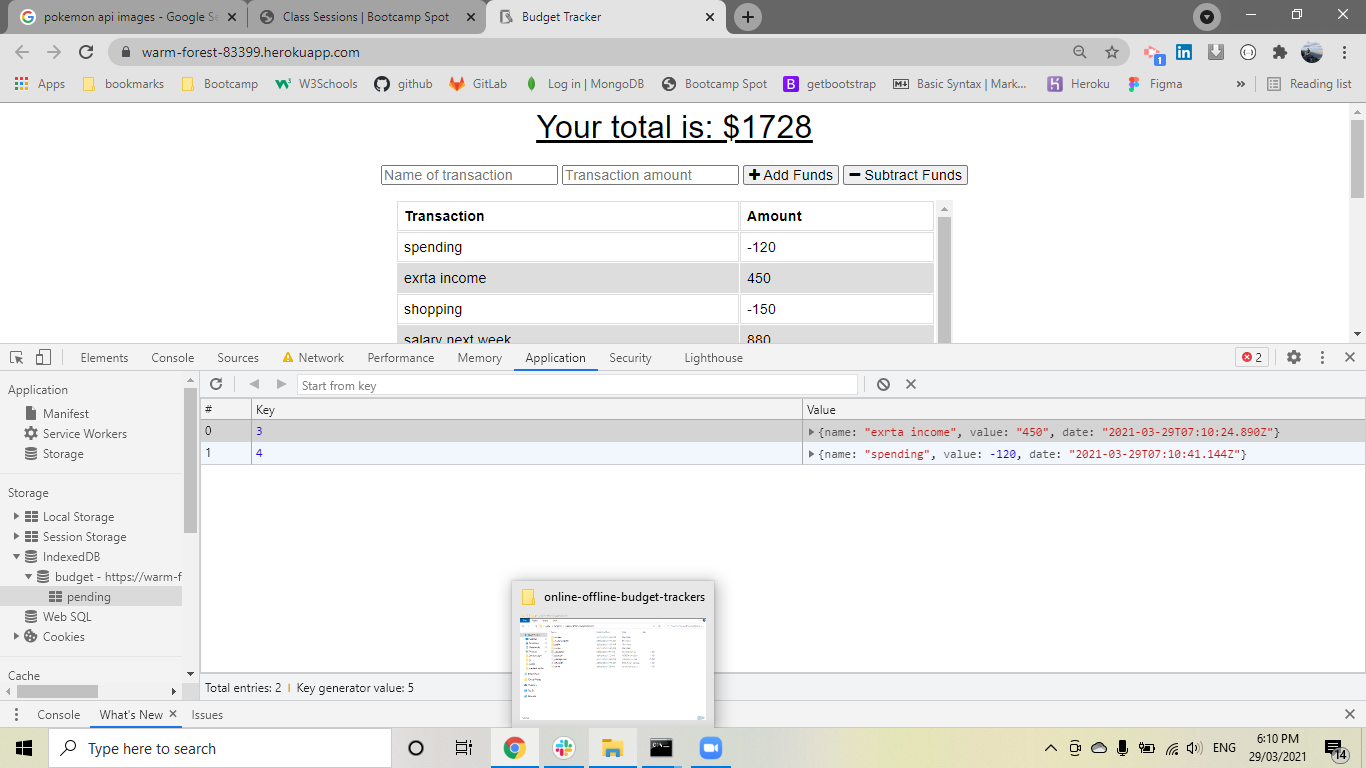 pokemon api images - Google Se
Class Sessions | Bootcamp Spot
Budget Tracker
warm-forest-83399.herokuapp.com
1
Apps
bookmarks
Bootcamp
W3Schools
github
GitLab
Log in | MongoDB
Bootcamp Spot
getbootstrap
Basic Syntax | Mark...
Heroku
Figma
»
Reading list
Your total is: $1728
Name of transaction Transaction amount Add Funds Subtract Funds
Transaction Amount
spending -120
exrta income 450
shopping -150
salary next week 880
Elements Console Sources Network Performance Memory Application Security Lighthouse 2
Application
Manifest
Service Workers
Storage
Storage
Local Storage
Session Storage
IndexedDB
budget - https://warm-f
pending
Web SQL
Cookies
Cache
Start from key
# Key Value
0 3 {name: "exrta income", value: "450", date: "2021-03-29T07:10:24.890Z"}
1 4 {name: "spending", value: -120, date: "2021-03-29T07:10:41.144Z"}
online-offline-budget-trackers
Total entries: 2 Key generator value: 5
Console What's New Issues
Type here to search
ENG
6:10 PM
29/03/2021
14